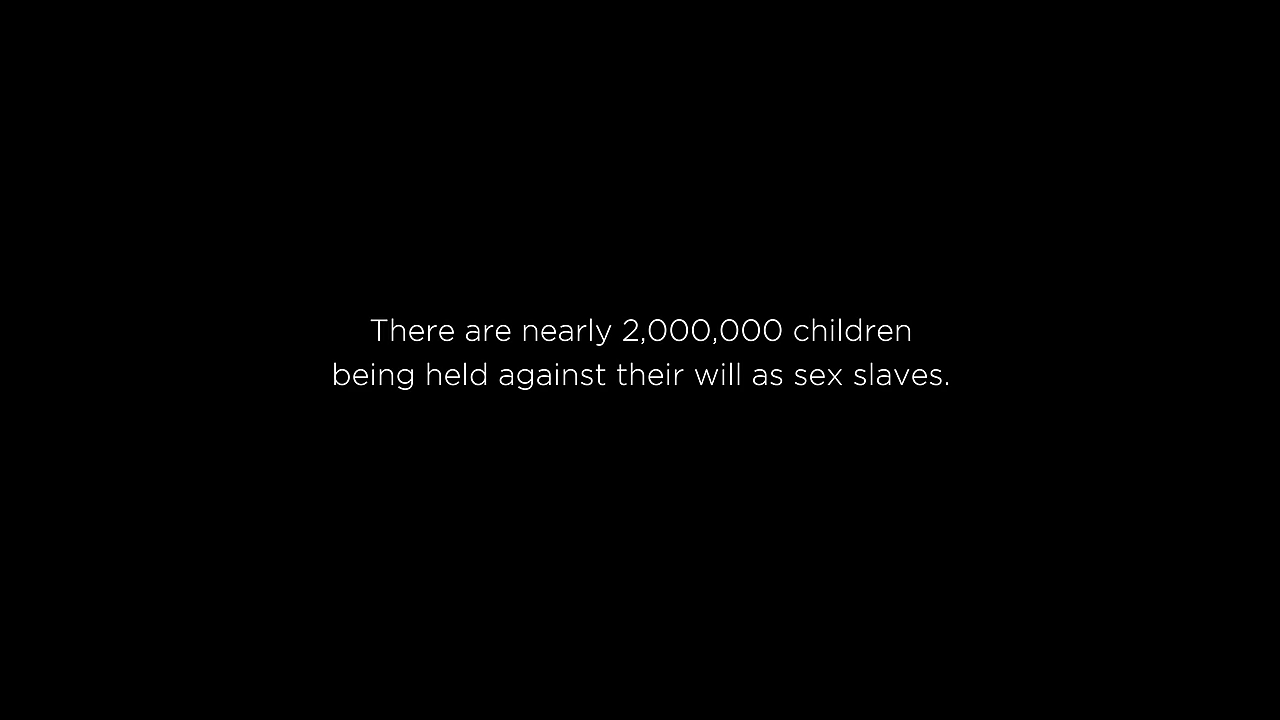 There are nearly 2,000,000 children
being held against their will as sex slaves.